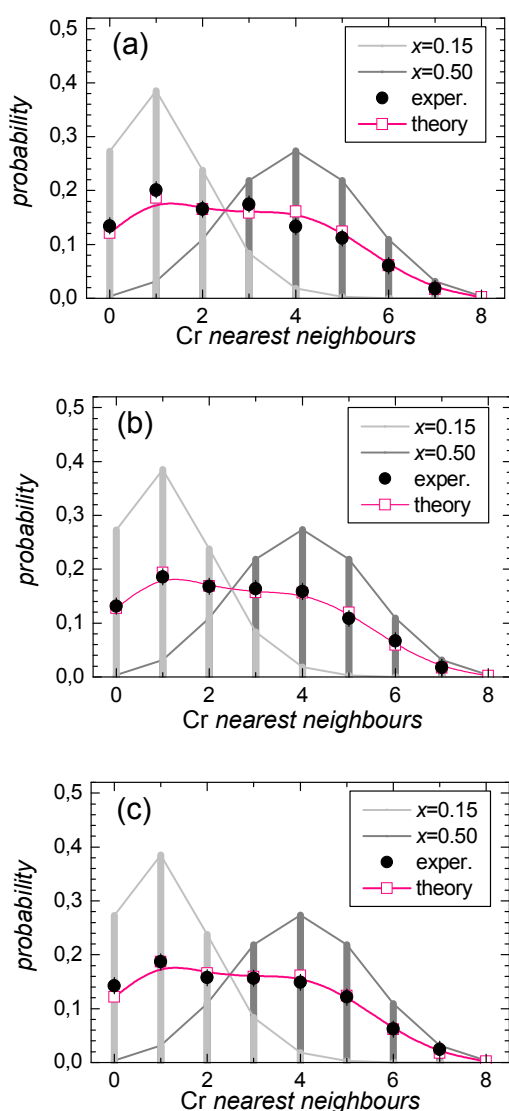 (a)
x=0.15
x=0.50
exper.
theory
probability
0,5
0,4
0,3
0,2
0,1
0,0
0 2 4 6 8
Cr nearest neighbours
(b)
x=0.15
x=0.50
exper.
theory
probability
0,5
0,4
0,3
0,2
0,1
0,0
0 2 4 6 8
Cr nearest neighbours
(c)
x=0.15
x=0.50
exper.
theory
probability
0,5
0,4
0,3
0,2
0,1
0,0
0 2 4 6 8
Cr nearest neighbours